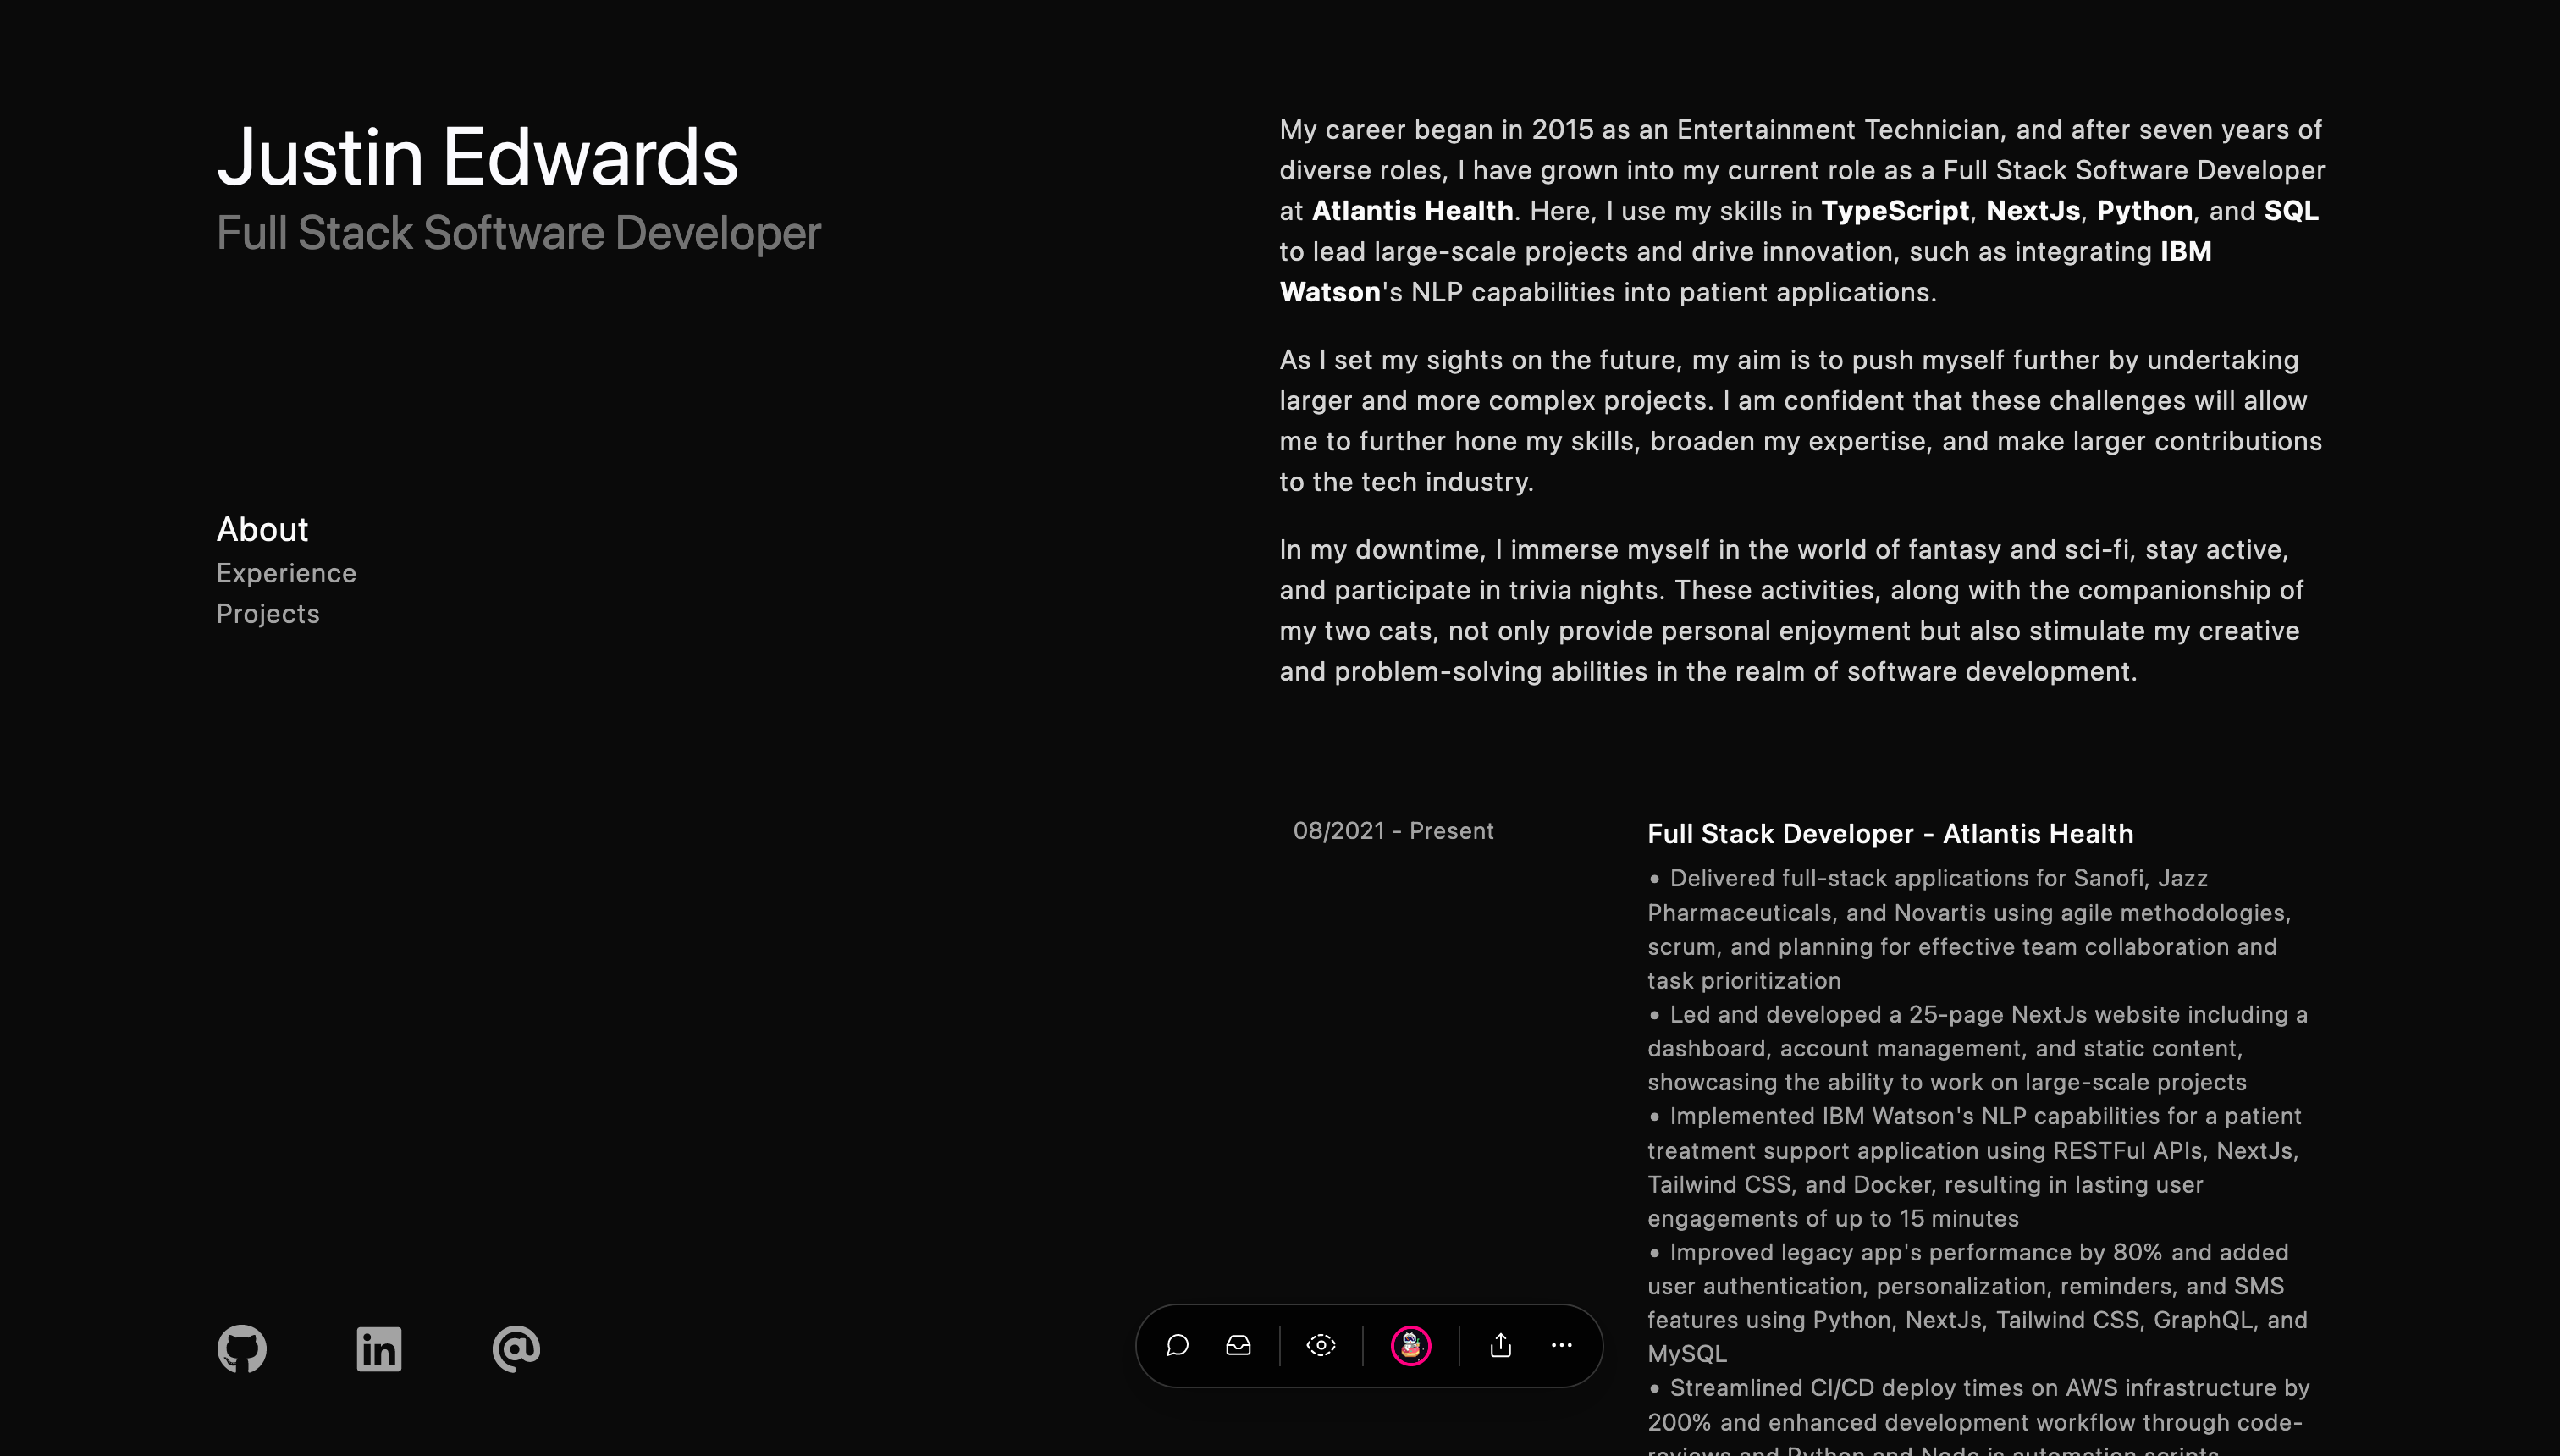 Justin Edwards
Full Stack Software Developer
About
Experience
Projects
My career began in 2015 as an Entertainment Technician, and after seven years of
diverse roles, I have grown into my current role as a Full Stack Software Developer
at Atlantis Health. Here, I use my skills in TypeScript, NextJs, Python, and SQL
to lead large-scale projects and drive innovation, such as integrating IBM
Watson's NLP capabilities into patient applications.
As I set my sights on the future, my aim is to push myself further by undertaking
larger and more complex projects. I am confident that these challenges will allow
me to further hone my skills, broaden my expertise, and make larger contributions
to the tech industry.
In my downtime, I immerse myself in the world of fantasy and sci-fi, stay active,
and participate in trivia nights. These activities, along with the companionship of
my two cats, not only provide personal enjoyment but also stimulate my creative
and problem-solving abilities in the realm of software development.
08/2021 - Present
Full Stack Developer - Atlantis Health
• Delivered full-stack applications for Sanofi, Jazz
Pharmaceuticals, and Novartis using agile methodologies,
scrum, and planning for effective team collaboration and
task prioritization
• Led and developed a 25-page NextJs website including a
dashboard, account management, and static content,
showcasing the ability to work on large-scale projects
• Implemented IBM Watson's NLP capabilities for a patient
treatment support application using RESTFul APIs, NextJs,
Tailwind CSS, and Docker, resulting in lasting user
engagements of up to 15 minutes
• Improved legacy app's performance by 80% and added
user authentication, personalization, reminders, and SMS
features using Python, NextJs, Tailwind CSS, GraphQL, and
MySQL
• Streamlined CI/CD deploy times on AWS infrastructure by
200% and enhanced development workflow through code-
reviews and Python and Node.js automation scripts
in